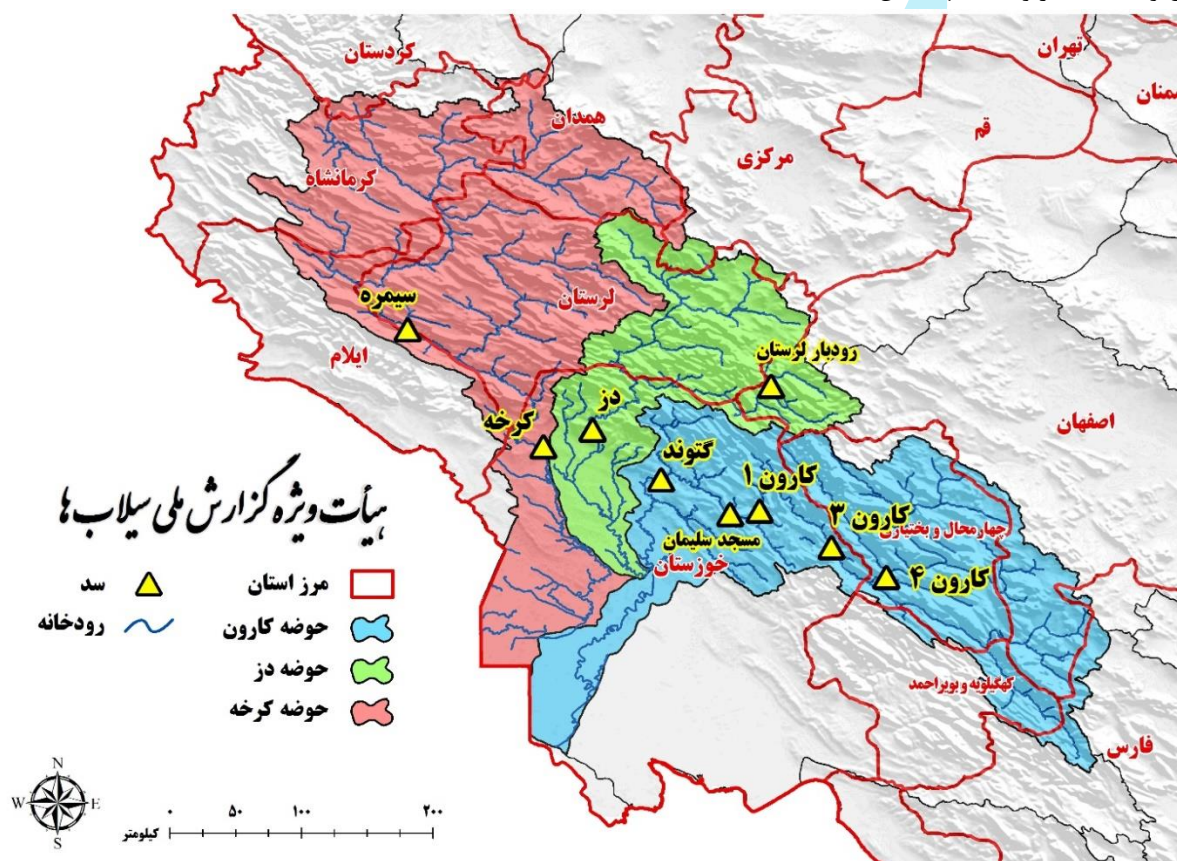 کردستان
تهران
سمنان
همدان
قم
مرکزی
کرمانشاه
لرستان
سیمره
ایلام
رودبار لرستان
اصفهان
دز
کرخه
گتوند
کارون ۱
کارون ۳
مسجد سلیمان
چهارمحال و بختیاری
خوزستان
کارون ۴
کهگیلویه و بویراحمد
فارس
هیأت ویژه گزارش ملی سیلاب ها
مرز استان
سد
حوضه کارون
رودخانه
حوضه دز
حوضه کرخه
N
W E
S
۰ ۵۰ ۱۰۰ ۲۰۰
کیلومتر